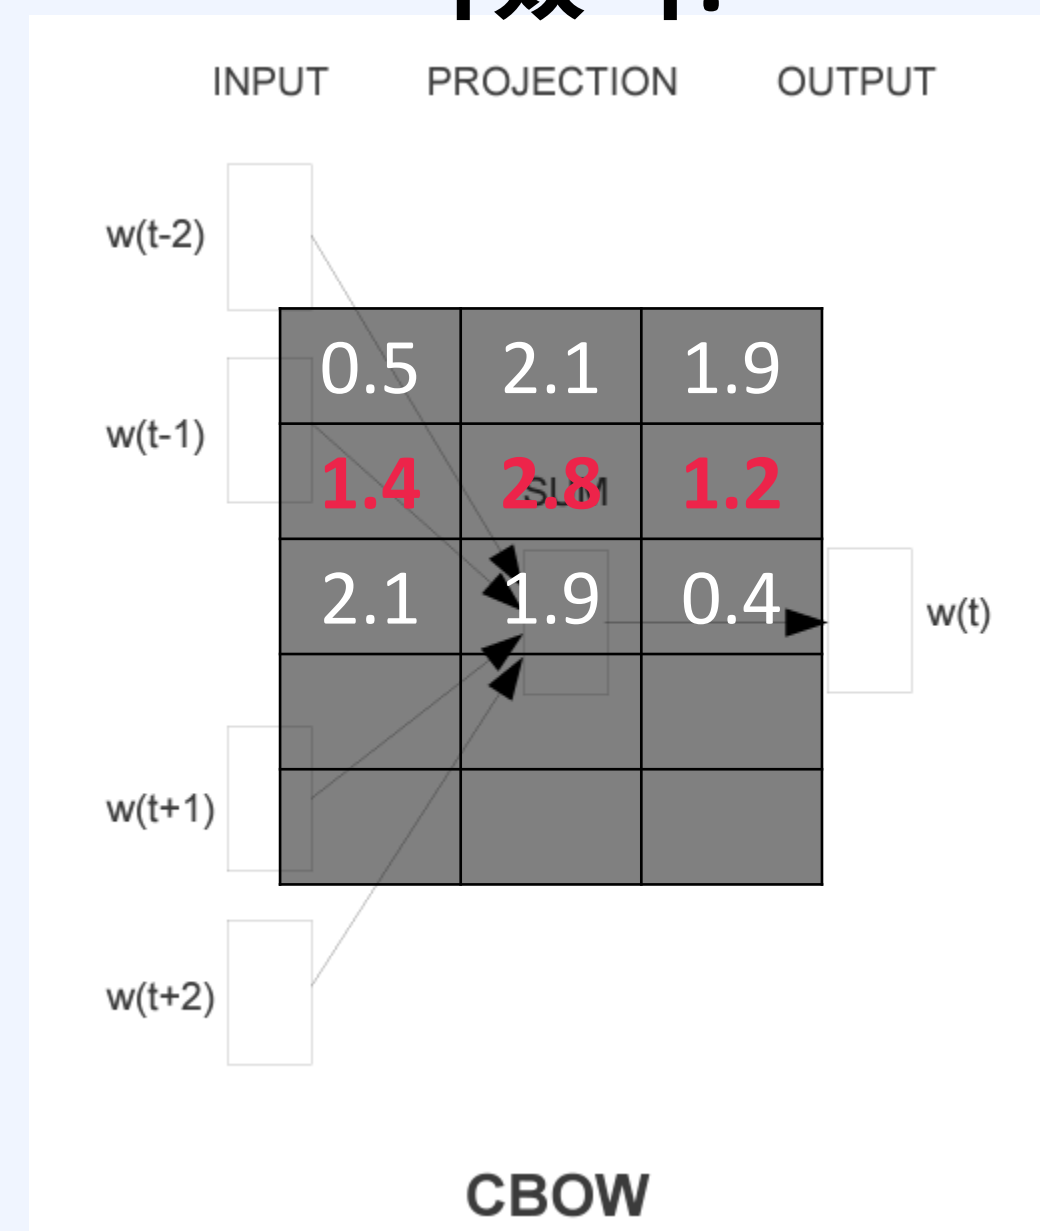 INPUT PROJECTION OUTPUT
w(t-2)
0.5 2.1 1.9
w(t-1)
1.4 2.8 1.2
SUM
2.1 1.9 0.4
w(t)
w(t+1)
w(t+2)
CBOW